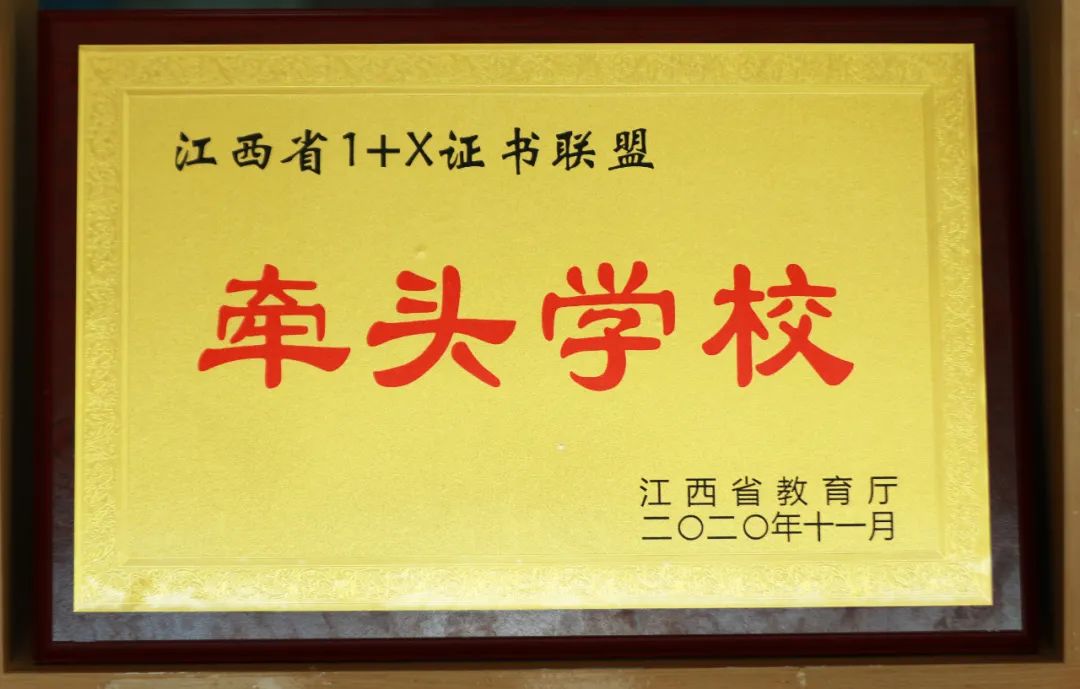 江西省1+X证书联盟
牵头学校
江西省教育厅
二〇二〇年十一月